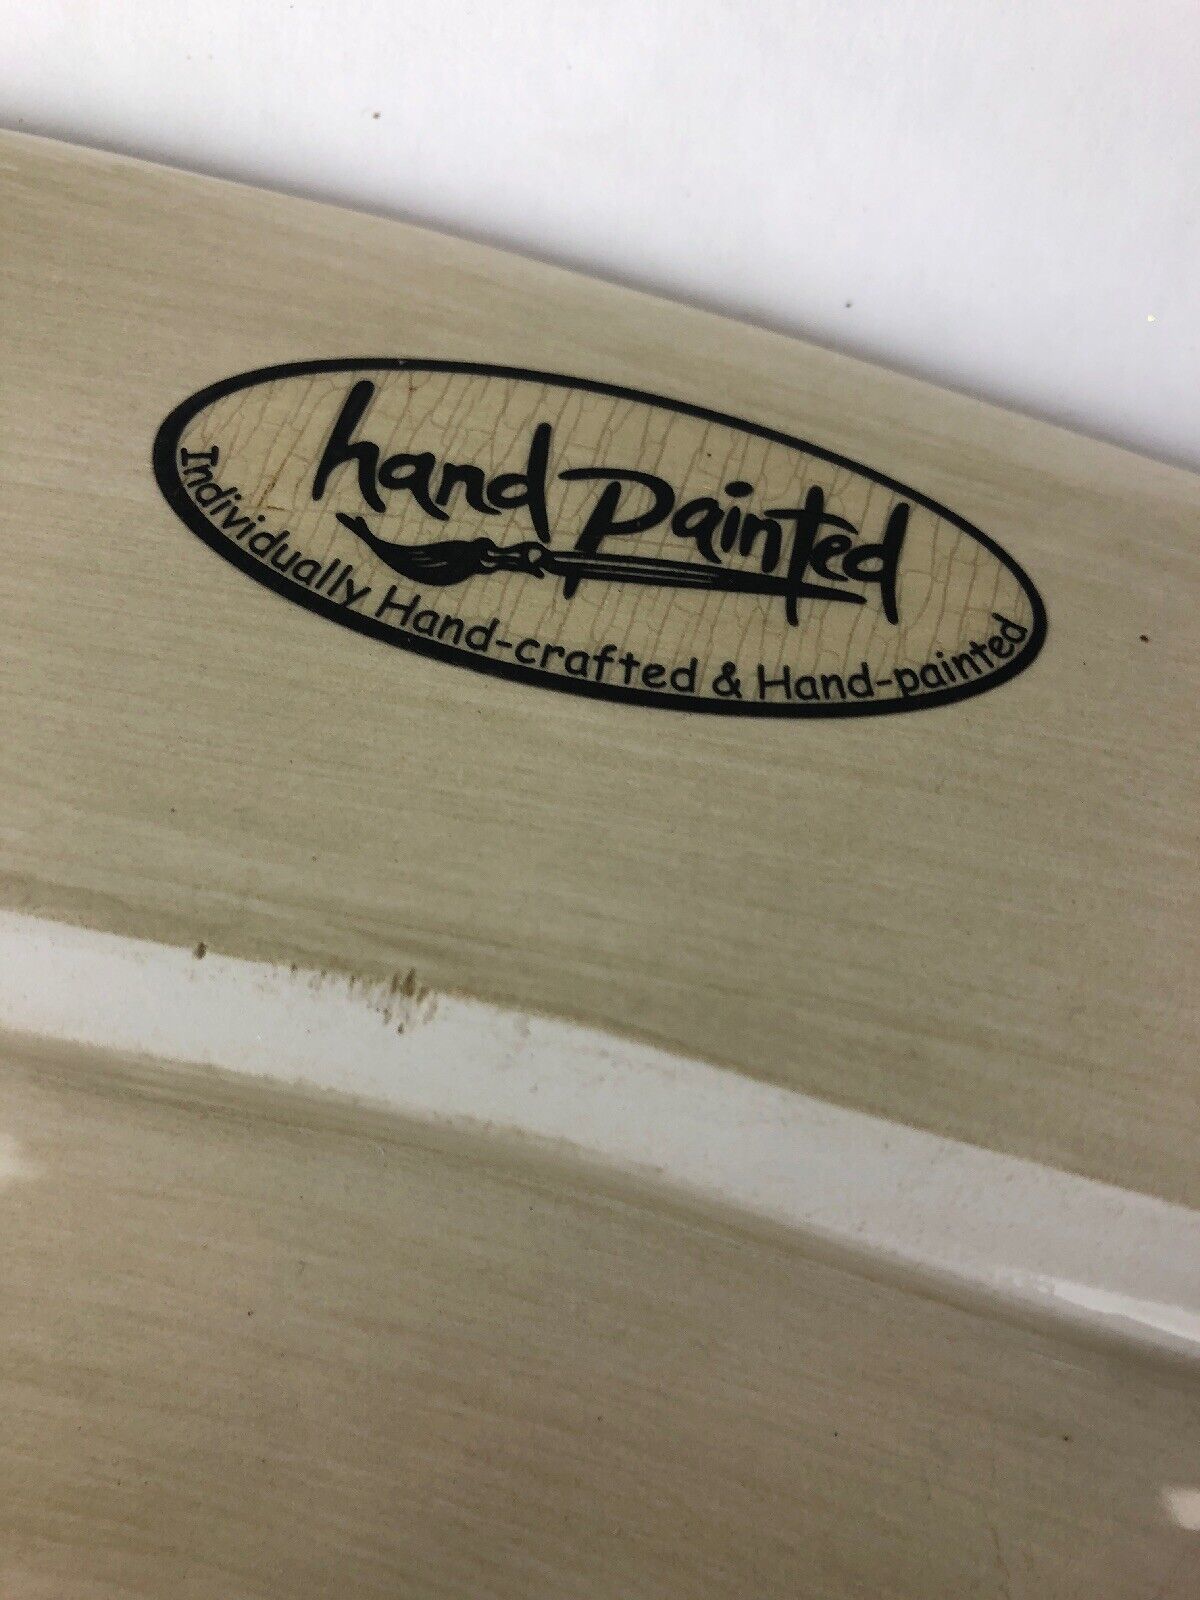 hand Painted
Individually Hand-crafted & Hand-painted